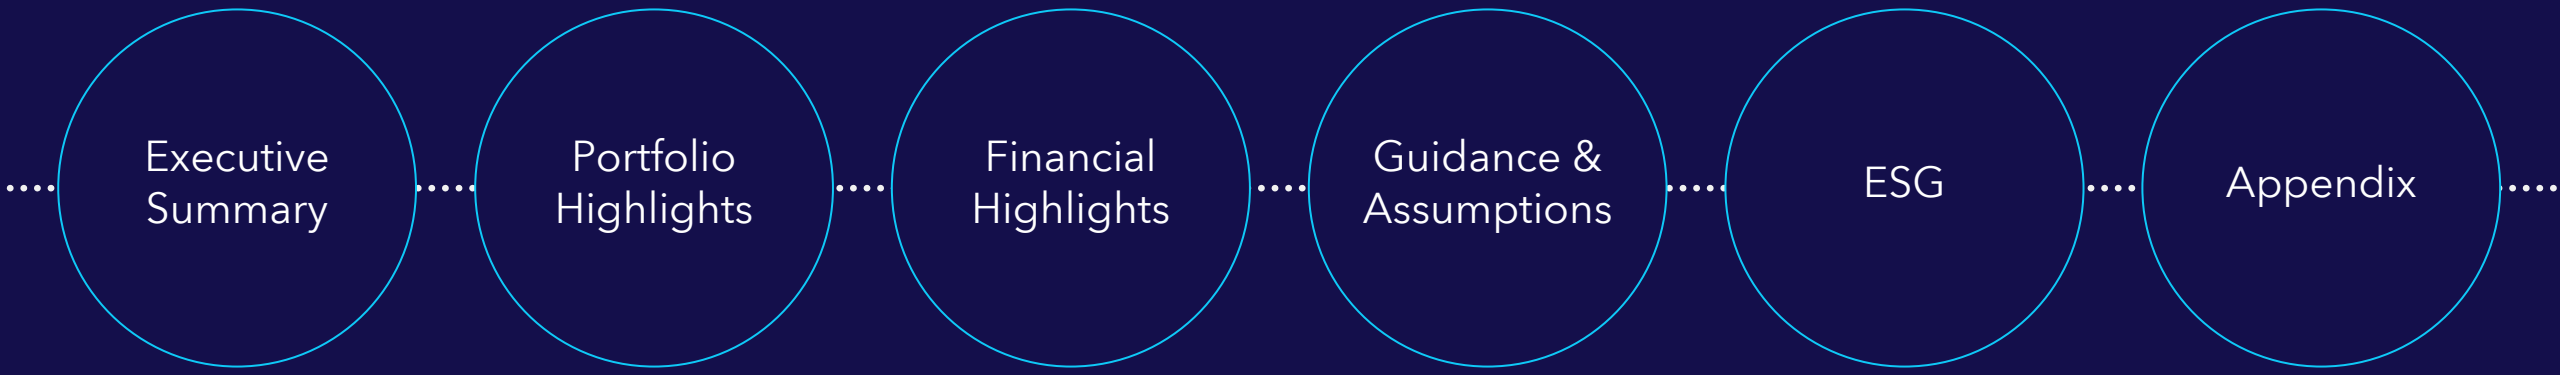 Executive
Summary
Portfolio
Highlights
Financial
Highlights
Guidance &
Assumptions
ESG
Appendix